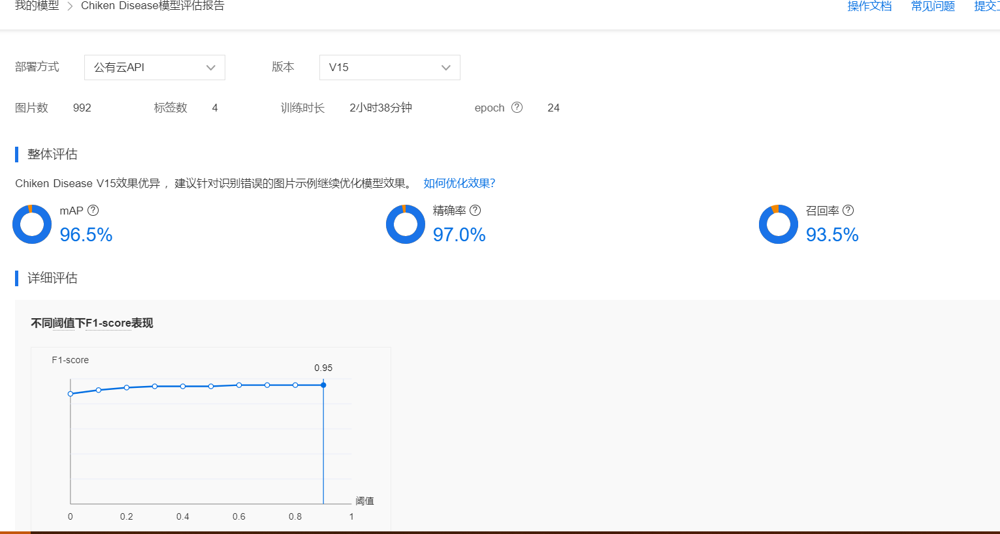 我的模型 > Chiken Disease模型评估报告 操作文档 常见问题 提交
部署方式 公有云API 版本 V15
图片数 992 标签数 4 训练时长 2小时38分钟 epoch ? 24
整体评估
Chiken Disease V15效果优异 ，建议针对识别错误的图片示例继续优化模型效果。 如何优化效果?
mAP ? 精确率 ? 召回率 ?
96.5% 97.0% 93.5%
详细评估
不同阈值下F1-score表现
F1-score
0.95
阈值
0 0.2 0.4 0.6 0.8 1